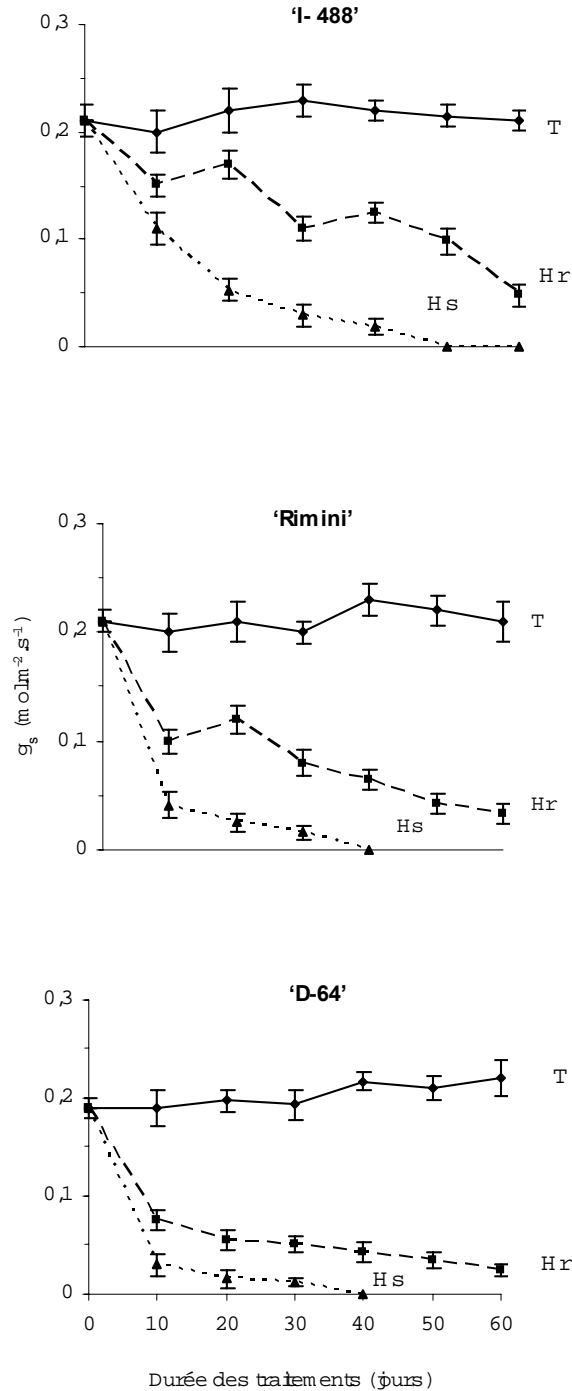 'I- 488'
0,3
0,2
0,1
0
T
Hr
Hs
'Rimini'
0,3
0,2
0,1
0
gs (m olm-2.s-1)
T
Hr
Hs
'D-64'
0,3
0,2
0,1
0
T
Hr
Hs
0 10 20 30 40 50 60
Durée des traitements (jours)